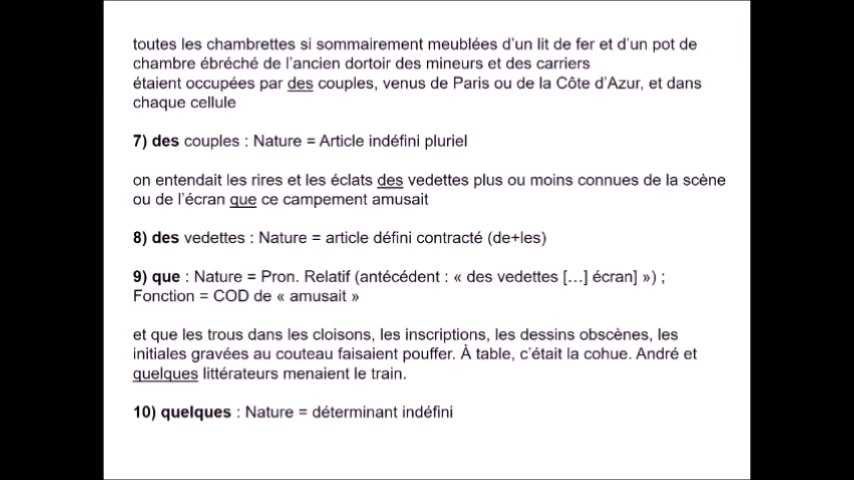 toutes les chambrettes si sommairement meublées d'un lit de fer et d'un pot de
chambre ébréché de l'ancien dortoir des mineurs et des carriers
étaient occupées par des couples, venus de Paris ou de la Côte d'Azur, et dans
chaque cellule
7) des couples : Nature = Article indéfini pluriel
on entendait les rires et les éclats des vedettes plus ou moins connues de la scène
ou de l'écran que ce campement amusait
8) des vedettes : Nature = article défini contracté (de+les)
9) que : Nature = Pron. Relatif (antécédent : « des vedettes […] écran] ») ;
Fonction = COD de « amusait »
et que les trous dans les cloisons, les inscriptions, les dessins obscènes, les
initiales gravées au couteau faisaient pouffer. À table, c'était la cohue. André et
quelques littérateurs menaient le train.
10) quelques : Nature = déterminant indéfini